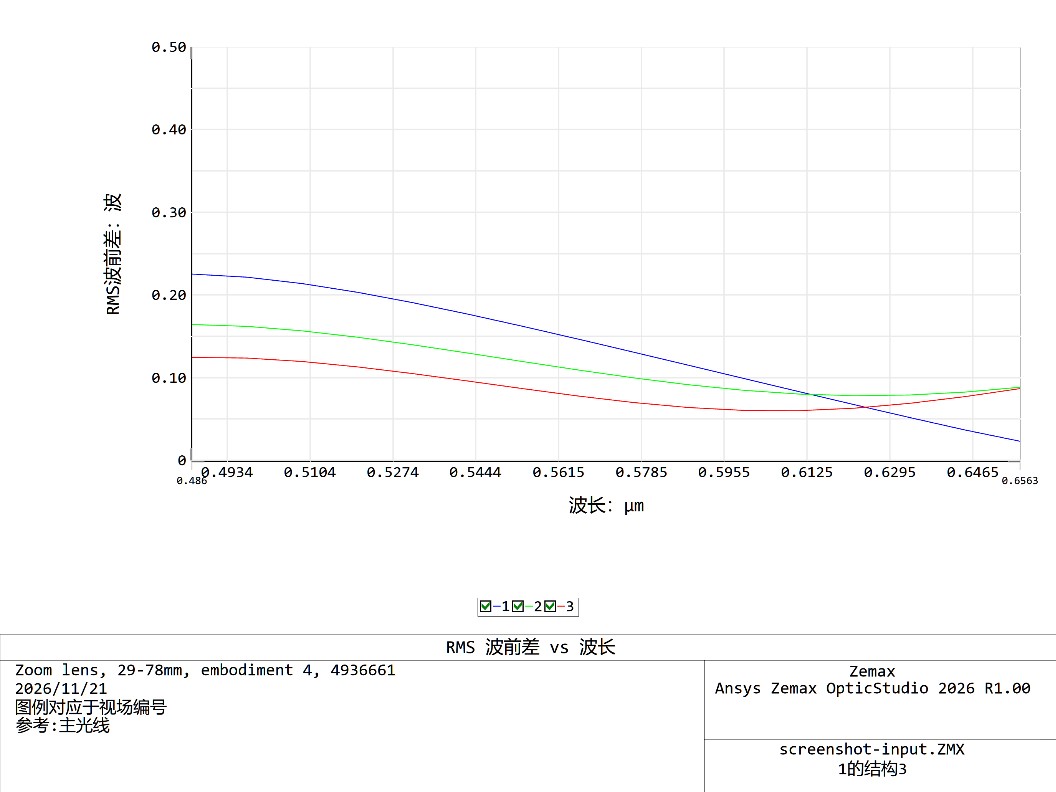 0.50
0.40
0.30
0.20
0.10
0
RMS波前差: 波
0.486
0.4934 0.5104 0.5274 0.5444 0.5615 0.5785 0.5955 0.6125 0.6295 0.6465
0.6563
波长: μm
1 2 3
RMS 波前差 vs 波长
Zoom lens, 29-78mm, embodiment 4, 4936661
2026/11/21
图例对应于视场编号
参考:主光线
Zemax
Ansys Zemax OpticStudio 2026 R1.00
screenshot-input.ZMX
1的结构3